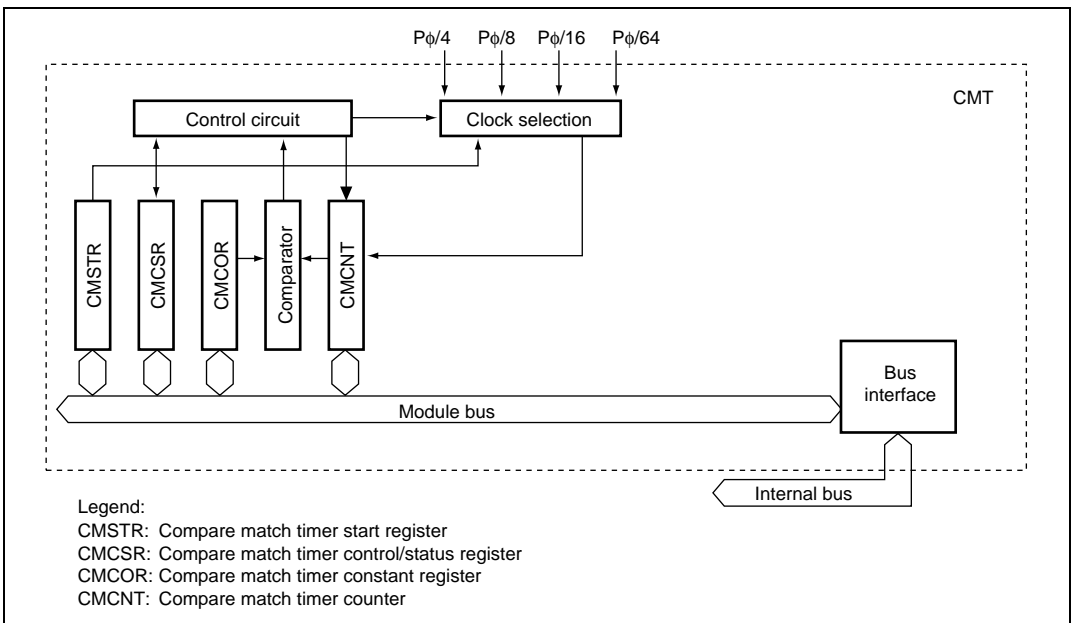 Pϕ/4 Pϕ/8 Pϕ/16 Pϕ/64
CMT
Control circuit
Clock selection
CMSTR
CMCSR
CMCOR
Comparator
CMCNT
Bus
interface
Module bus
Internal bus
Legend:
CMSTR: Compare match timer start register
CMCSR: Compare match timer control/status register
CMCOR: Compare match timer constant register
CMCNT: Compare match timer counter